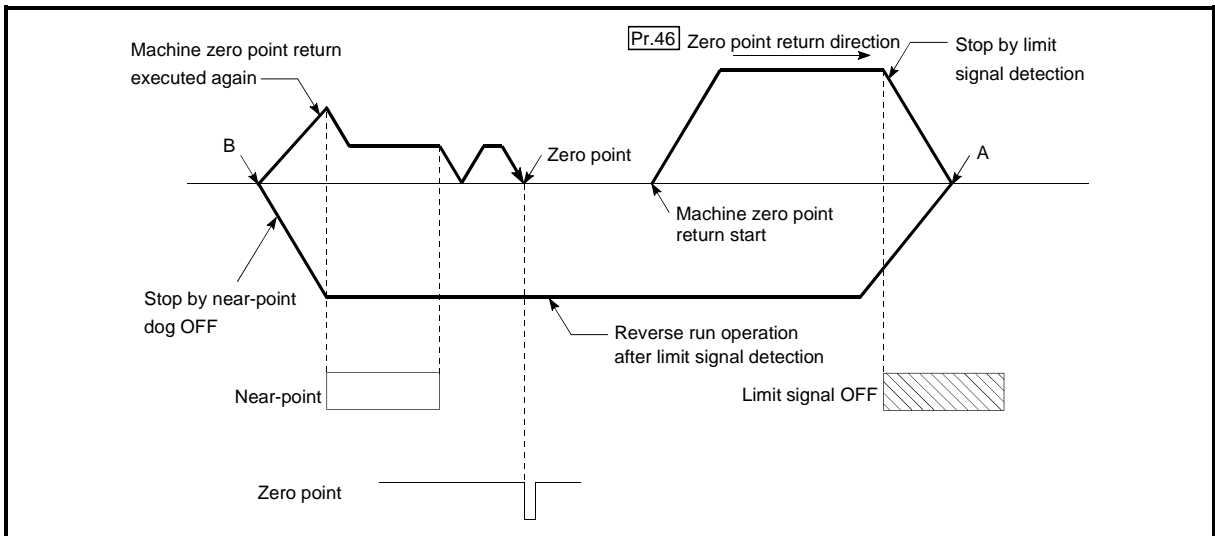 Machine zero point return
executed again
Pr.46 Zero point return direction
Stop by limit
signal detection
B
Zero point
A
Machine zero point
return start
Stop by near-point
dog OFF
Reverse run operation
after limit signal detection
Near-point
Limit signal OFF
Zero point